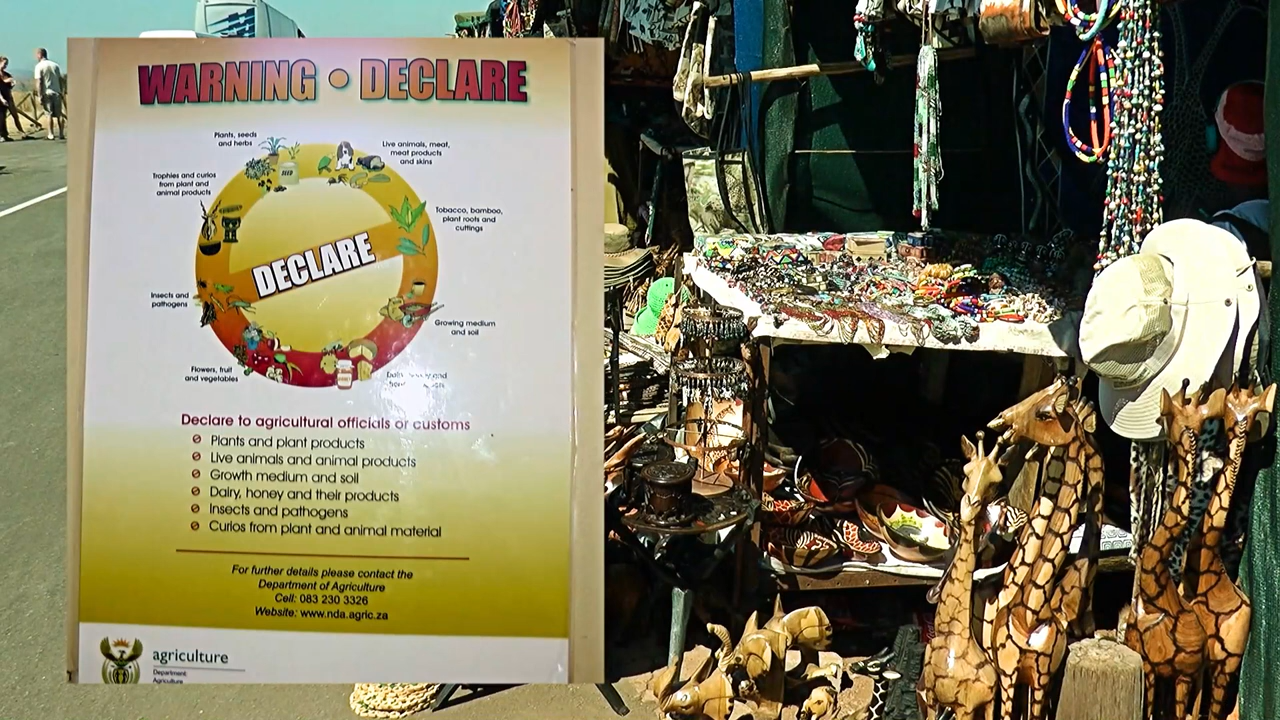 WARNING • DECLARE
Plants, seeds
and herbs
Live animals, meat,
meat products
and skins
Trophies and curios
from plant and
animal products
Tobacco, bamboo,
plant roots and
cuttings
SEED
DECLARE
Insects and
pathogens
Growing medium
and soil
Flowers, fruit
and vegetables
Declare to agricultural officials or customs
Plants and plant products
Live animals and animal products
Growth medium and soil
Dairy, honey and their products
Insects and pathogens
Curios from plant and animal material
For further details please contact the
Department of Agriculture
Cell: 083 230 3326
Website: www.nda.agric.za
agriculture
Department:
Agriculture